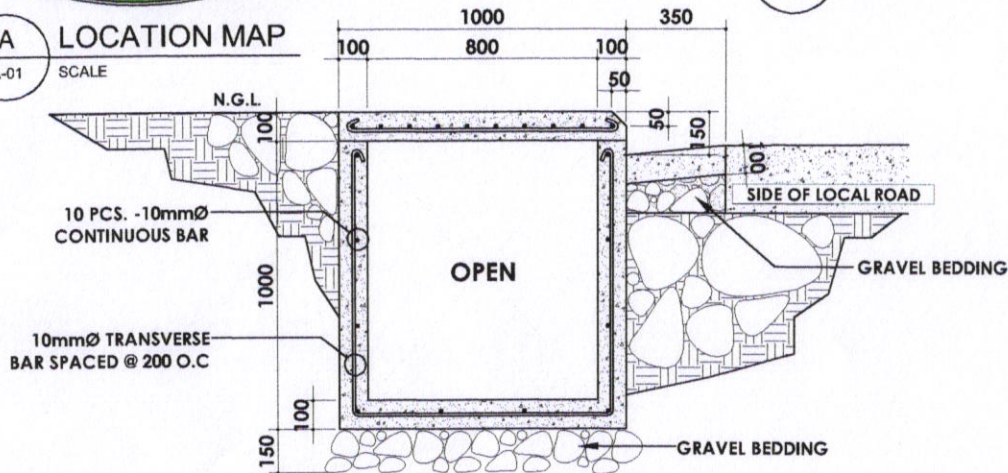 1000
350
A
LOCATION MAP
-01
SCALE
100
800
100
50
N.G.L.
100
50
150
100
SIDE OF LOCAL ROAD
10 PCS. -10mmØ
CONTINUOUS BAR
OPEN
GRAVEL BEDDING
1000
10mmØ TRANSVERSE
BAR SPACED @ 200 O.C
100
150
GRAVEL BEDDING